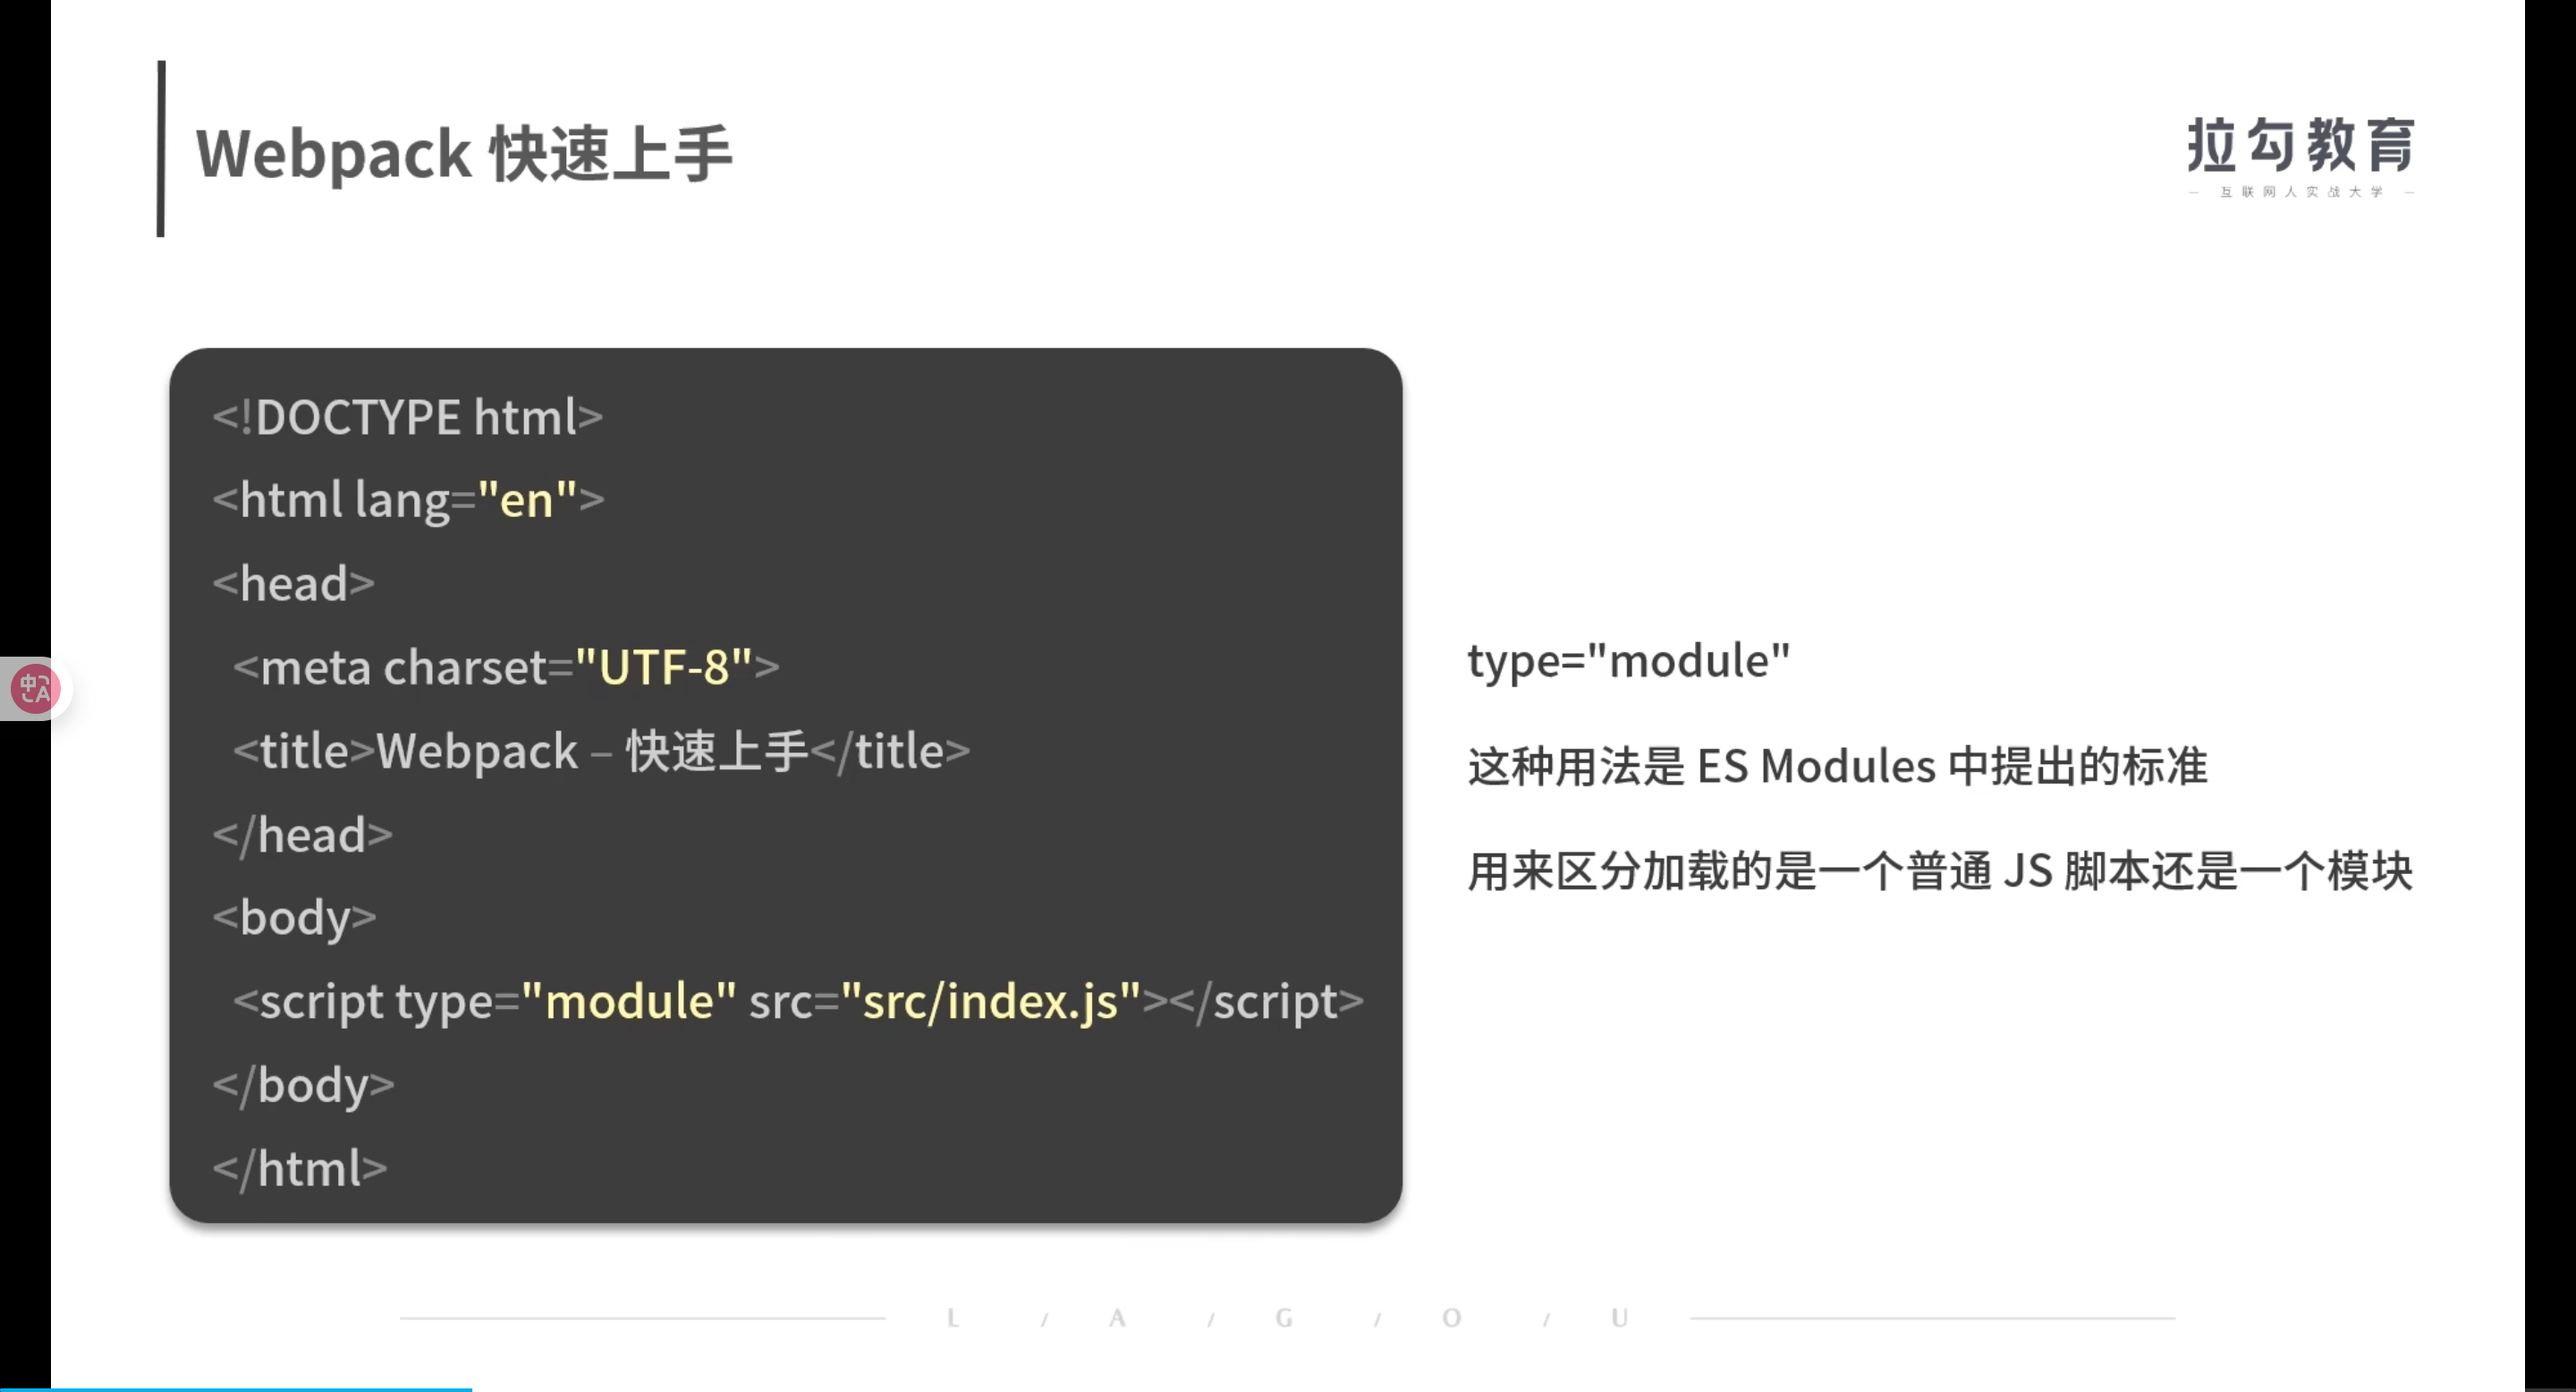 Webpack 快速上手
拉勾教育
— 互联网人实战大学 —
<!DOCTYPE html>
<html lang="en">
<head>
<meta charset="UTF-8">
<title>Webpack – 快速上手</title>
</head>
<body>
<script type="module" src="src/index.js"></script>
</body>
</html>
type="module"
这种用法是 ES Modules 中提出的标准
用来区分加载的是一个普通 JS 脚本还是一个模块
中A
L / A / G / O / U